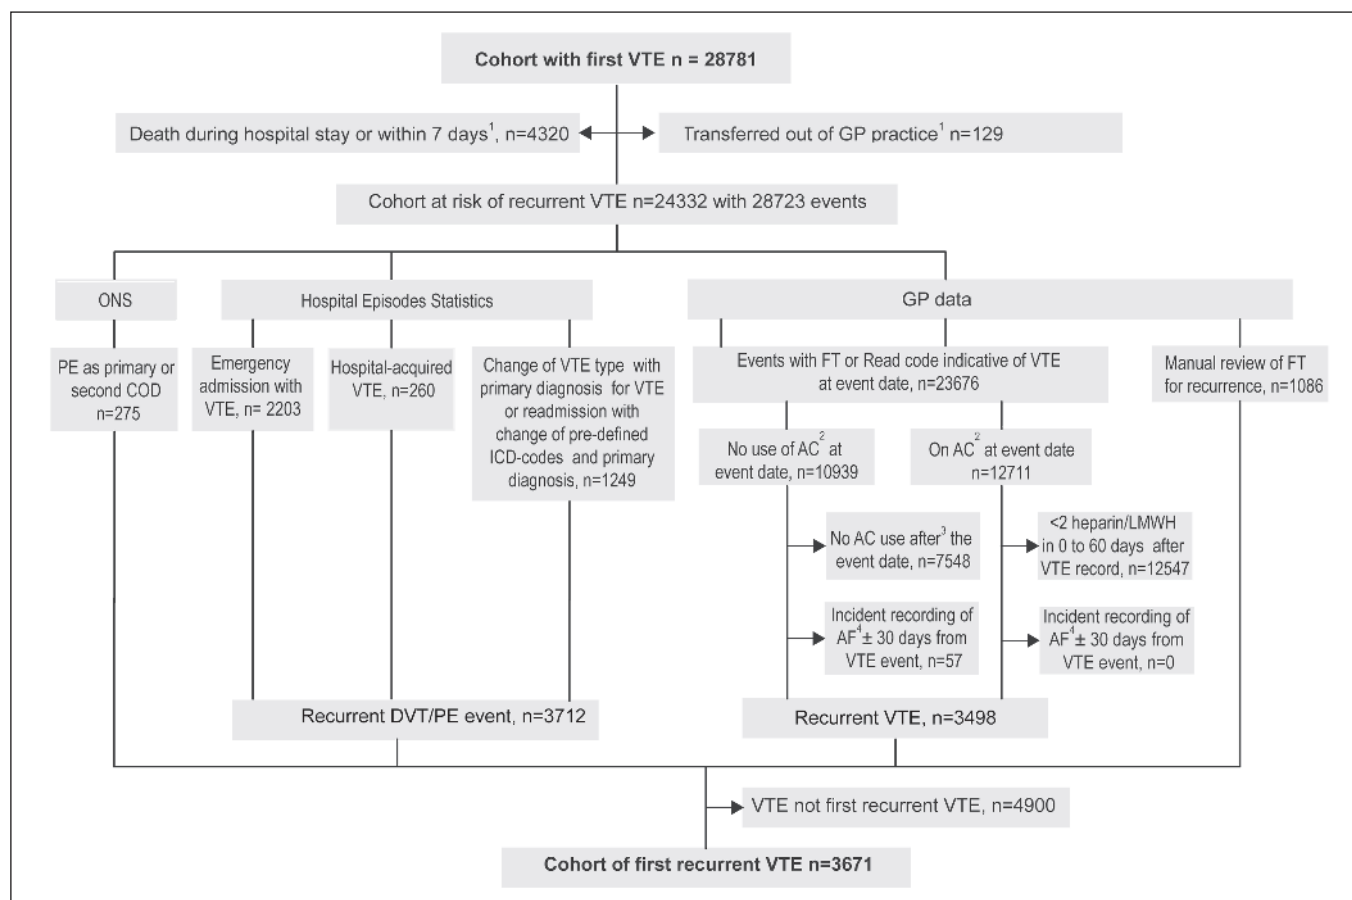 Cohort with first VTE n = 28781
Death during hospital stay or within 7 days¹, n=4320
Transferred out of GP practice¹ n=129
Cohort at risk of recurrent VTE n=24332 with 28723 events
ONS
Hospital Episodes Statistics
GP data
PE as primary or
second COD
n=275
Emergency
admission with
VTE, n= 2203
Hospital-acquired
VTE, n=260
Change of VTE type with
primary diagnosis for VTE
or readmission with
change of pre-defined
ICD-codes and primary
diagnosis, n=1249
Events with FT or Read code indicative of VTE
at event date, n=23676
Manual review of FT
for recurrence, n=1086
No use of AC² at
event date, n=10939
On AC² at event date
n=12711
No AC use after³ the
event date, n=7548
<2 heparin/LMWH
in 0 to 60 days after
VTE record, n=12547
Incident recording of
AF⁴± 30 days from
VTE event, n=57
Incident recording of
AF⁴± 30 days from
VTE event, n=0
Recurrent DVT/PE event, n=3712
Recurrent VTE, n=3498
VTE not first recurrent VTE, n=4900
Cohort of first recurrent VTE n=3671